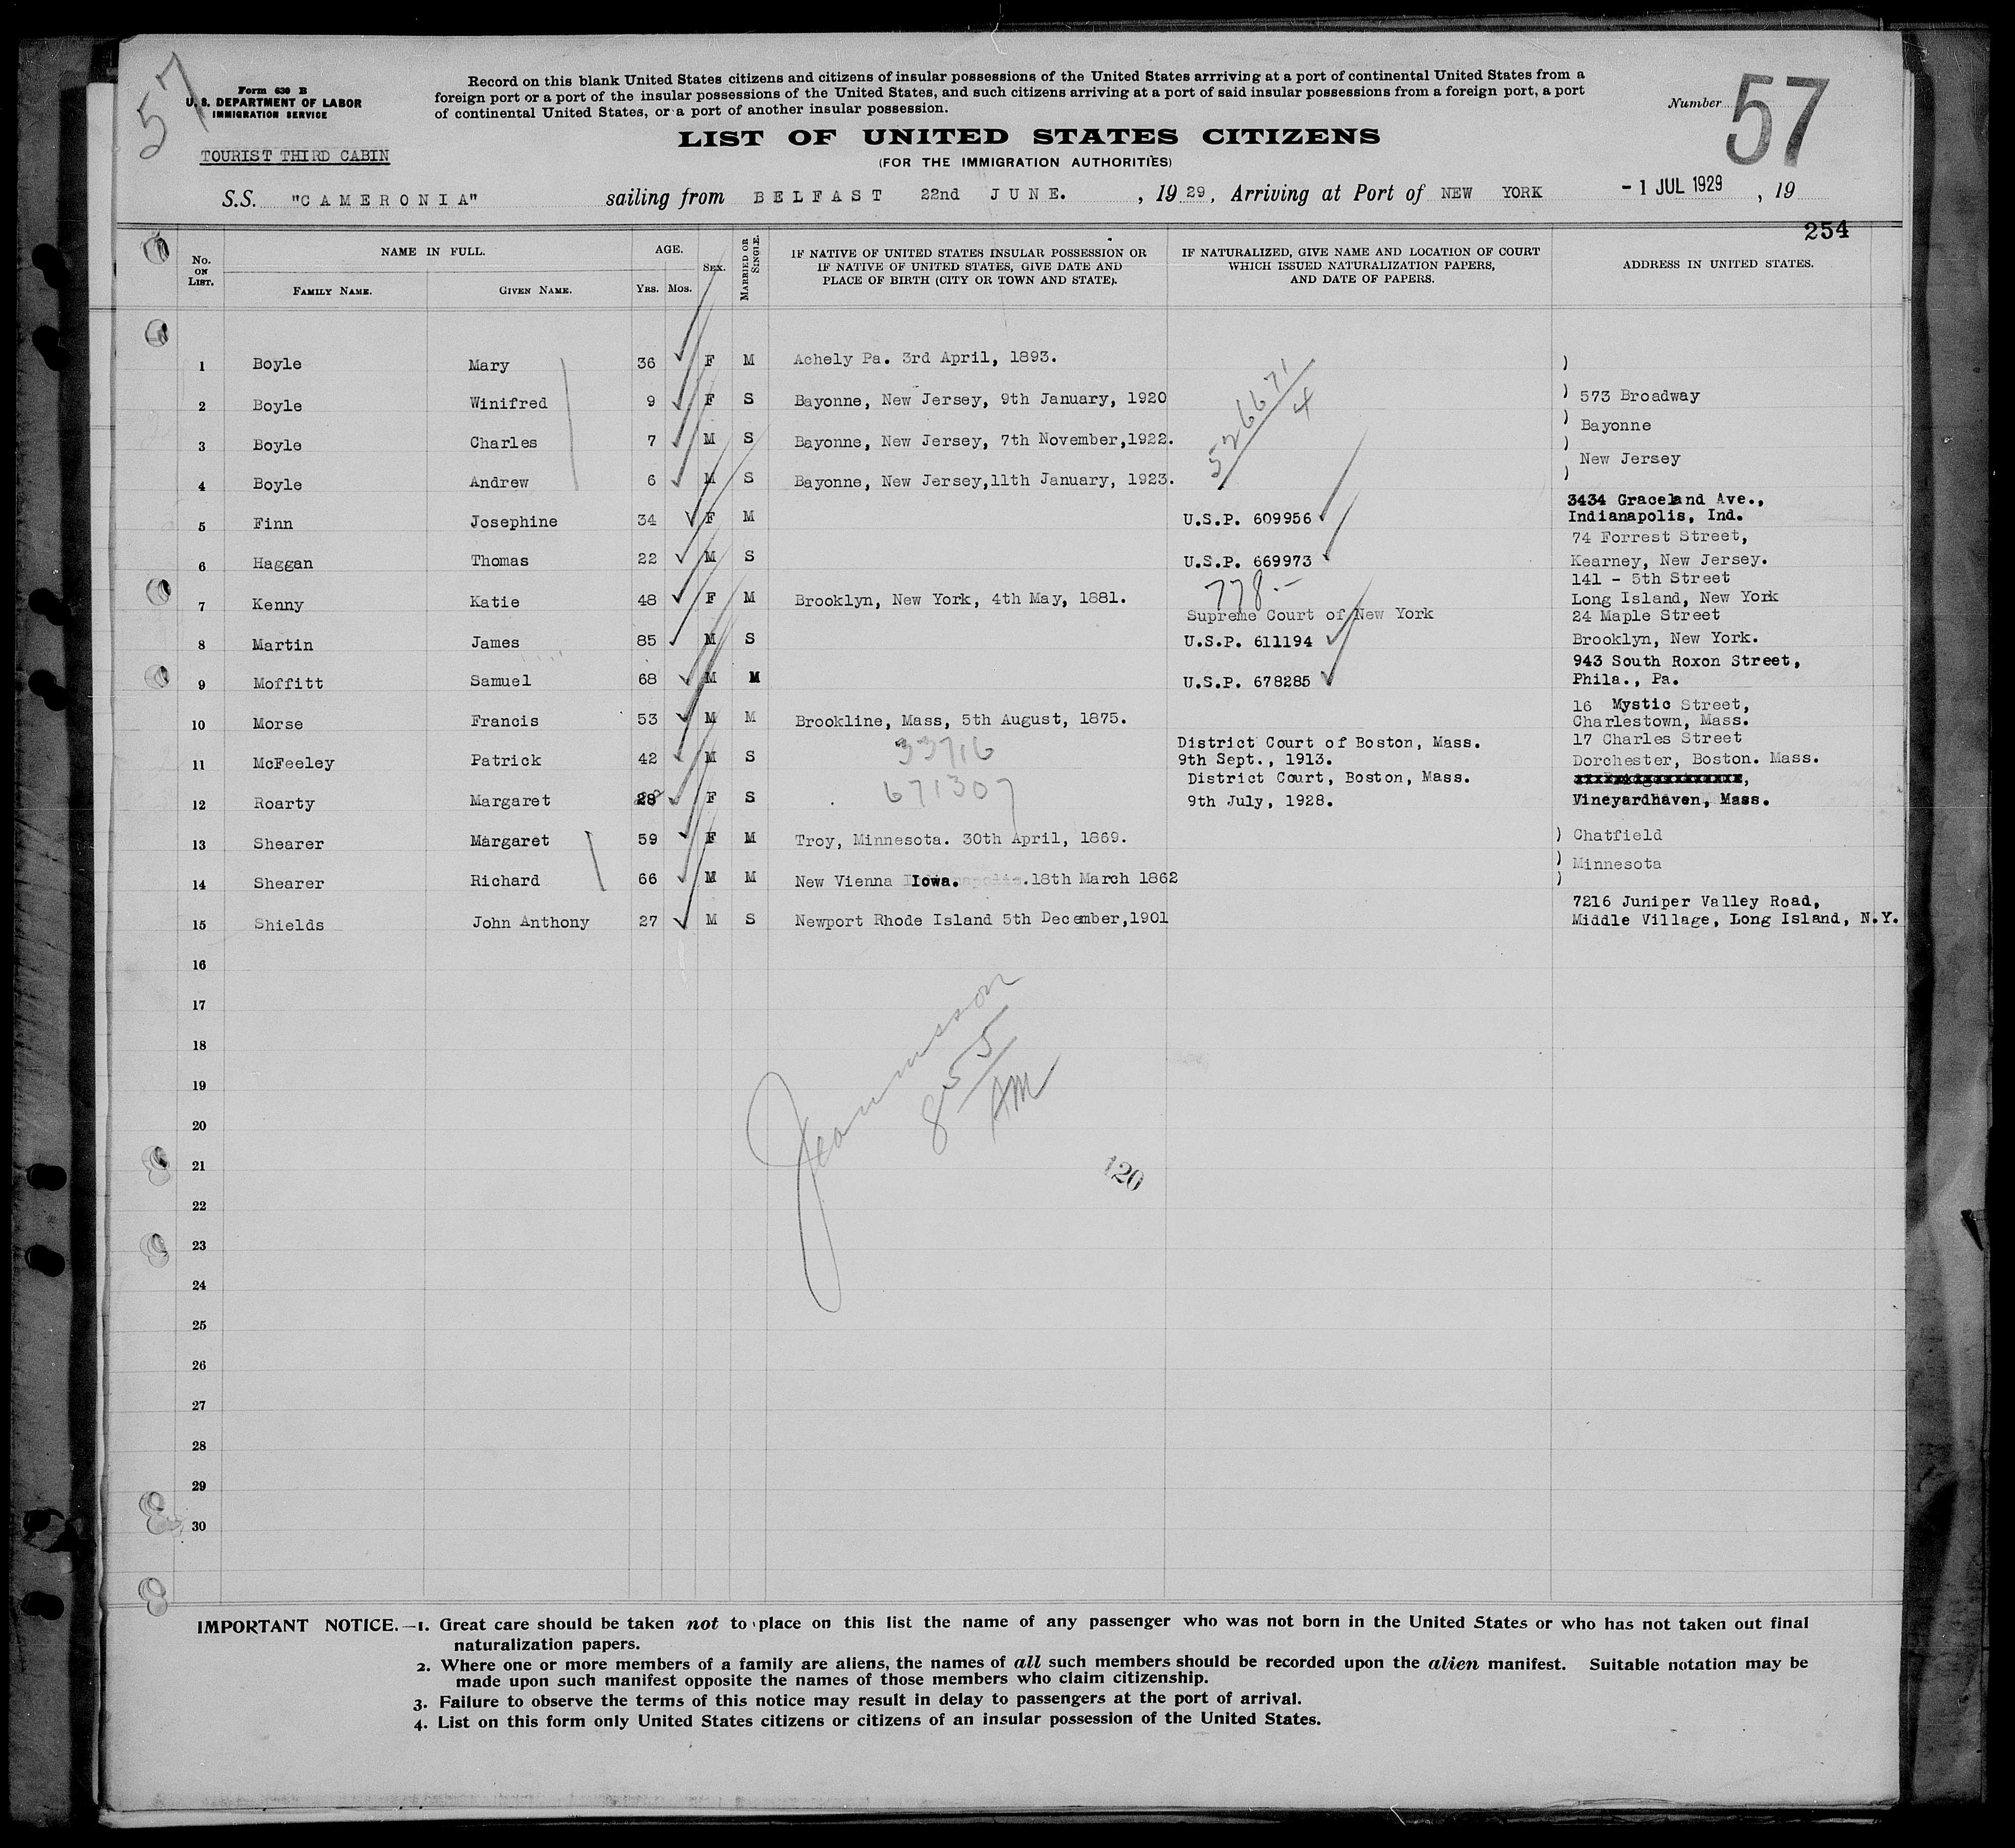 57
Form 630 B
U. S. DEPARTMENT OF LABOR
IMMIGRATION SERVICE
TOURIST THIRD CABIN
Record on this blank United States citizens and citizens of insular possessions of the United States arrriving at a port of continental United States from a
foreign port or a port of the insular possessions of the United States, and such citizens arriving at a port of said insular possessions from a foreign port, a port
of continental United States, or a port of another insular possession.
Number 57
LIST OF UNITED STATES CITIZENS
(FOR THE IMMIGRATION AUTHORITIES)
S.S. "CAMERONIA" sailing from BELFAST 22nd JUNE. , 19 29, Arriving at Port of NEW YORK - 1 JUL 1929 , 19
254
No. ON LIST. NAME IN FULL. FAMILY NAME. GIVEN NAME. AGE. YRS. MOS. SEX. MARRIED OR SINGLE. IF NATIVE OF UNITED STATES INSULAR POSSESSION OR IF NATIVE OF UNITED STATES, GIVE DATE AND PLACE OF BIRTH (CITY OR TOWN AND STATE). IF NATURALIZED, GIVE NAME AND LOCATION OF COURT WHICH ISSUED NATURALIZATION PAPERS, AND DATE OF PAPERS. ADDRESS IN UNITED STATES.
1 Boyle Mary 36 F M Achely Pa. 3rd April, 1893. )
2 Boyle Winifred 9 F S Bayonne, New Jersey, 9th January, 1920 ) 573 Broadway
3 Boyle Charles 7 M S Bayonne, New Jersey, 7th November,1922. ) Bayonne
4 Boyle Andrew 6 M S Bayonne, New Jersey,11th January, 1923. ) New Jersey
526671/4
5 Finn Josephine 34 F M U.S.P. 609956 3434 Graceland Ave., Indianapolis, Ind.
6 Haggan Thomas 22 M S U.S.P. 669973 74 Forrest Street, Kearney, New Jersey.
778.-
7 Kenny Katie 48 F M Brooklyn, New York, 4th May, 1881. 141 - 5th Street Long Island, New York
8 Martin James 85 M S Supreme Court of New York U.S.P. 611194 24 Maple Street Brooklyn, New York.
9 Moffitt Samuel 68 M M U.S.P. 678285 943 South Roxon Street, Phila., Pa.
10 Morse Francis 53 M M Brookline, Mass, 5th August, 1875. 16 Mystic Street, Charlestown, Mass.
11 McFeeley Patrick 42 M S 33716 District Court of Boston, Mass. 9th Sept., 1913. 17 Charles Street Dorchester, Boston. Mass.
12 Roarty Margaret 28 F S 671307 District Court, Boston, Mass. 9th July, 1928. Vineyardhaven, Mass.
13 Shearer Margaret 59 F M Troy, Minnesota. 30th April, 1869. ) Chatfield
14 Shearer Richard 66 M M New Vienna Iowa. 18th March 1862 ) Minnesota
15 Shields John Anthony 27 M S Newport Rhode Island 5th December,1901 7216 Juniper Valley Road, Middle Village, Long Island, N.Y.
16
17
18
19
20
21
22
23
24
25
26
27
28
29
30
855 AM
120
IMPORTANT NOTICE.—1. Great care should be taken not to place on this list the name of any passenger who was not born in the United States or who has not taken out final
naturalization papers.
2. Where one or more members of a family are aliens, the names of all such members should be recorded upon the alien manifest. Suitable notation may be
made upon such manifest opposite the names of those members who claim citizenship.
3. Failure to observe the terms of this notice may result in delay to passengers at the port of arrival.
4. List on this form only United States citizens or citizens of an insular possession of the United States.